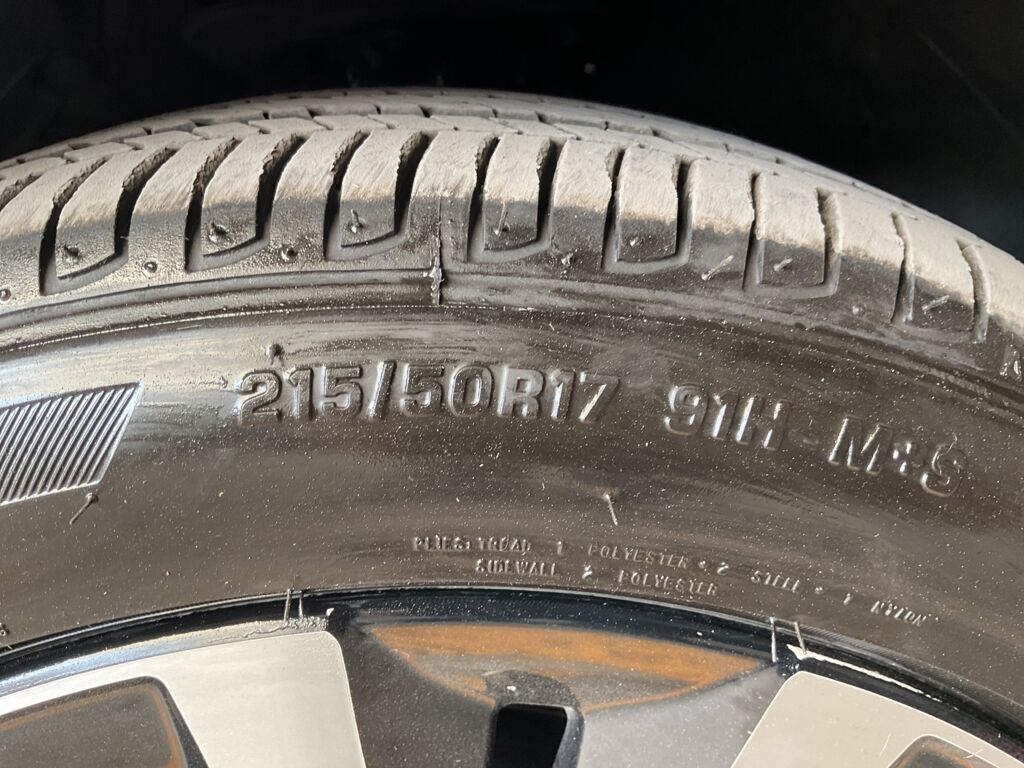 215/50R17 91H - M+S
PLIES: TREAD 1 POLYESTER + 2 STEEL + 1 NYLON
SIDEWALL 2 POLYESTER